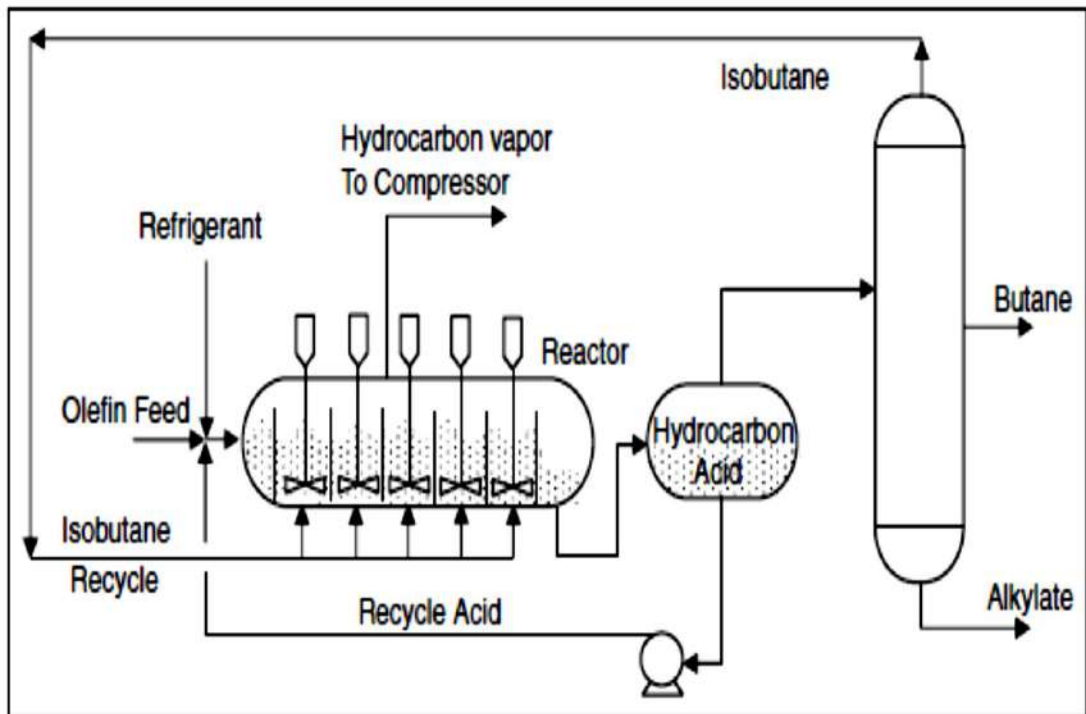 Isobutane
Hydrocarbon vapor
To Compressor
Refrigerant
Butane
Reactor
Olefin Feed
Hydrocarbon
Acid
Isobutane
Recycle
Alkylate
Recycle Acid